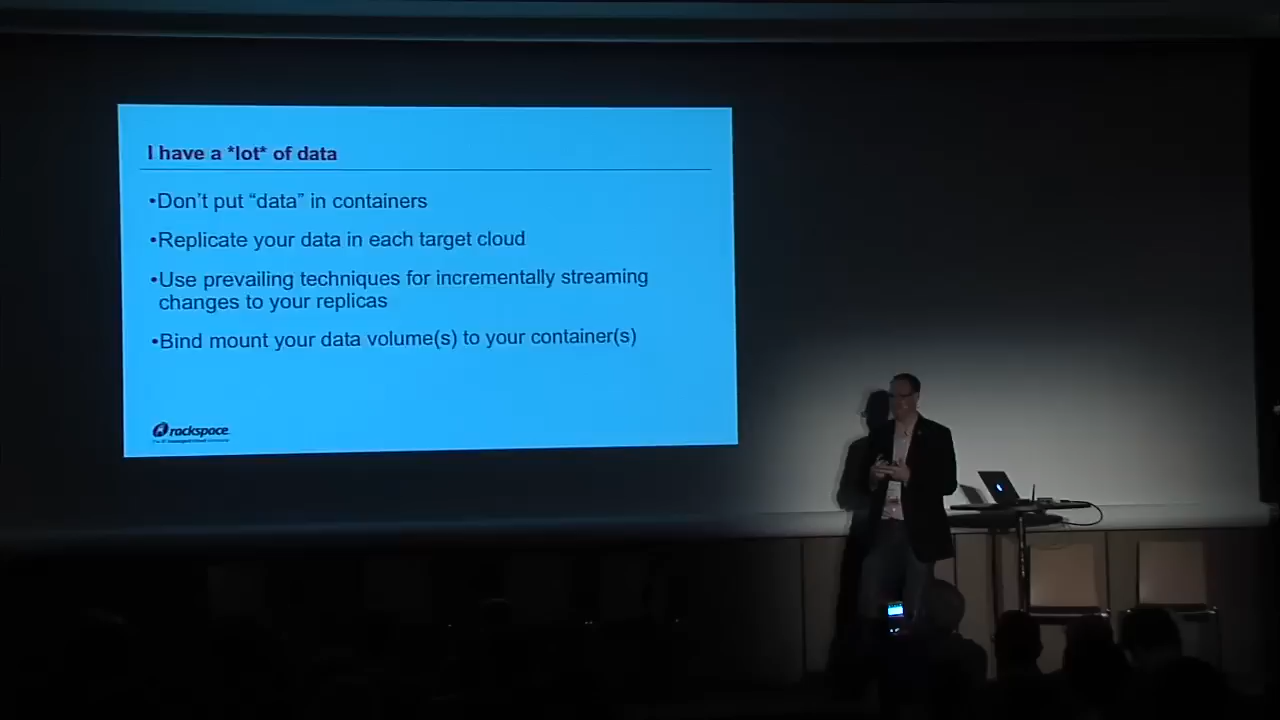 I have a *lot* of data
•Don't put “data” in containers
•Replicate your data in each target cloud
•Use prevailing techniques for incrementally streaming
changes to your replicas
•Bind mount your data volume(s) to your container(s)
rackspace